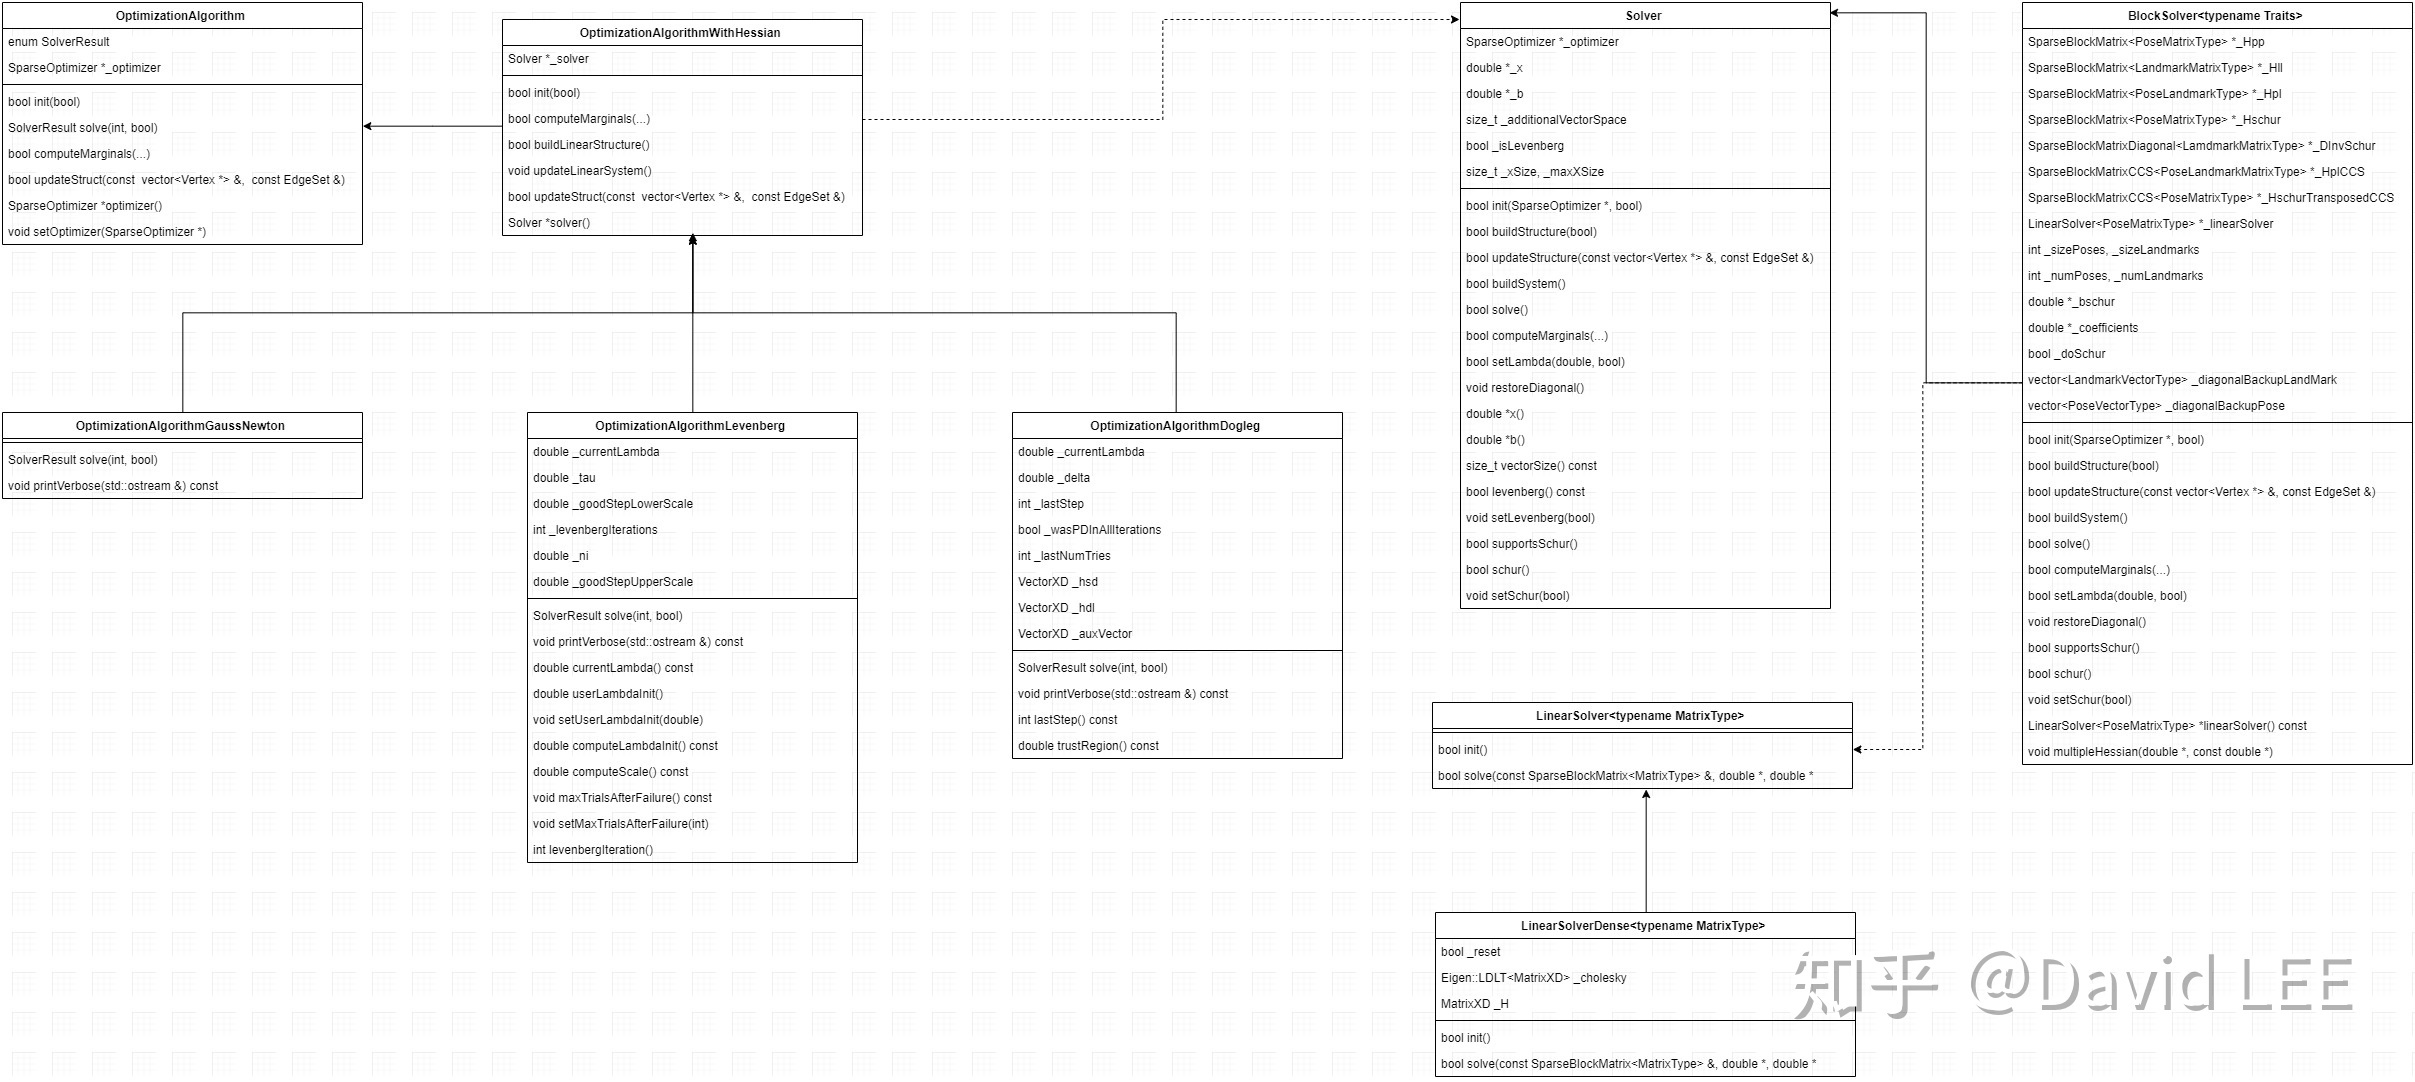 OptimizationAlgorithm
enum SolverResult
SparseOptimizer *_optimizer
bool init(bool)
SolverResult solve(int, bool)
bool computeMarginals(...)
bool updateStruct(const  vector<Vertex *> &,  const EdgeSet &)
SparseOptimizer *optimizer()
void setOptimizer(SparseOptimizer *)
OptimizationAlgorithmWithHessian
Solver *_solver
bool init(bool)
bool computeMarginals(...)
bool buildLinearStructure()
void updateLinearSystem()
bool updateStruct(const  vector<Vertex *> &,  const EdgeSet &)
Solver *solver()
Solver
SparseOptimizer *_optimizer
double *_x
double *_b
size_t _additionalVectorSpace
bool _isLevenberg
size_t _xSize, _maxXSize
bool init(SparseOptimizer *, bool)
bool buildStructure(bool)
bool updateStructure(const vector<Vertex *> &, const EdgeSet &)
bool buildSystem()
bool solve()
bool computeMarginals(...)
bool setLambda(double, bool)
void restoreDiagonal()
double *x()
double *b()
size_t vectorSize() const
bool levenberg() const
void setLevenberg(bool)
bool supportsSchur()
bool schur()
void setSchur(bool)
BlockSolver<typename Traits>
SparseBlockMatrix<PoseMatrixType> *_Hpp
SparseBlockMatrix<LandmarkMatrixType> *_Hll
SparseBlockMatrix<PoseLandmarkType> *_Hpl
SparseBlockMatrix<PoseMatrixType> *_Hschur
SparseBlockMatrixDiagonal<LamdmarkMatrixType> *_DInvSchur
SparseBlockMatrixCCS<PoseLandmarkMatrixType> *_HplCCS
SparseBlockMatrixCCS<PoseMatrixType> *_HschurTransposedCCS
LinearSolver<PoseMatrixType> *_linearSolver
int _sizePoses, _sizeLandmarks
int _numPoses, _numLandmarks
double *_bschur
double *_coefficients
bool _doSchur
vector<LandmarkVectorType> _diagonalBackupLandMark
vector<PoseVectorType> _diagonalBackupPose
bool init(SparseOptimizer *, bool)
bool buildStructure(bool)
bool updateStructure(const vector<Vertex *> &, const EdgeSet &)
bool buildSystem()
bool solve()
bool computeMarginals(...)
bool setLambda(double, bool)
void restoreDiagonal()
bool supportsSchur()
bool schur()
void setSchur(bool)
LinearSolver<PoseMatrixType> *linearSolver() const
void multipleHessian(double *, const double *)
OptimizationAlgorithmGaussNewton
SolverResult solve(int, bool)
void printVerbose(std::ostream &) const
OptimizationAlgorithmLevenberg
double _currentLambda
double _tau
double _goodStepLowerScale
int _levenbergIterations
double _ni
double _goodStepUpperScale
SolverResult solve(int, bool)
void printVerbose(std::ostream &) const
double currentLambda() const
double userLambdaInit()
void setUserLambdaInit(double)
double computeLambdaInit() const
double computeScale() const
void maxTrialsAfterFailure() const
void setMaxTrialsAfterFailure(int)
int levenbergIteration()
OptimizationAlgorithmDogleg
double _currentLambda
double _delta
int _lastStep
bool _wasPDInAllIterations
int _lastNumTries
VectorXD _hsd
VectorXD _hdl
VectorXD _auxVector
SolverResult solve(int, bool)
void printVerbose(std::ostream &) const
int lastStep() const
double trustRegion() const
LinearSolver<typename MatrixType>
bool init()
bool solve(const SparseBlockMatrix<MatrixType> &, double *, double *
LinearSolverDense<typename MatrixType>
bool _reset
Eigen::LDLT<MatrixXD> _cholesky
MatrixXD _H
bool init()
bool solve(const SparseBlockMatrix<MatrixType> &, double *, double *
知乎 @David LEE